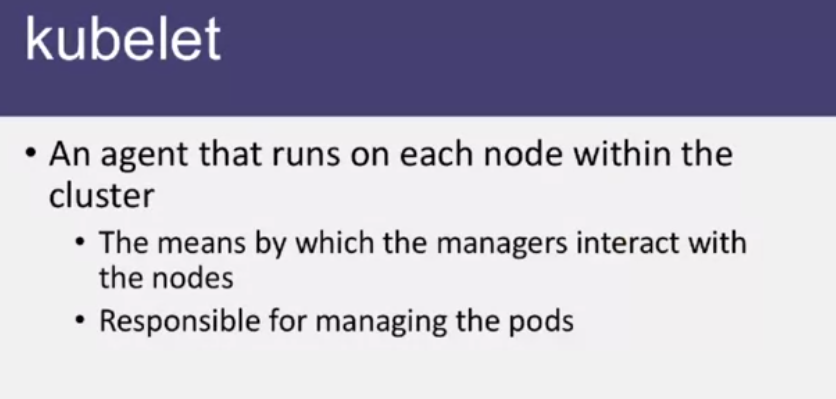 kubelet
• An agent that runs on each node within the
cluster
• The means by which the managers interact with
the nodes
• Responsible for managing the pods